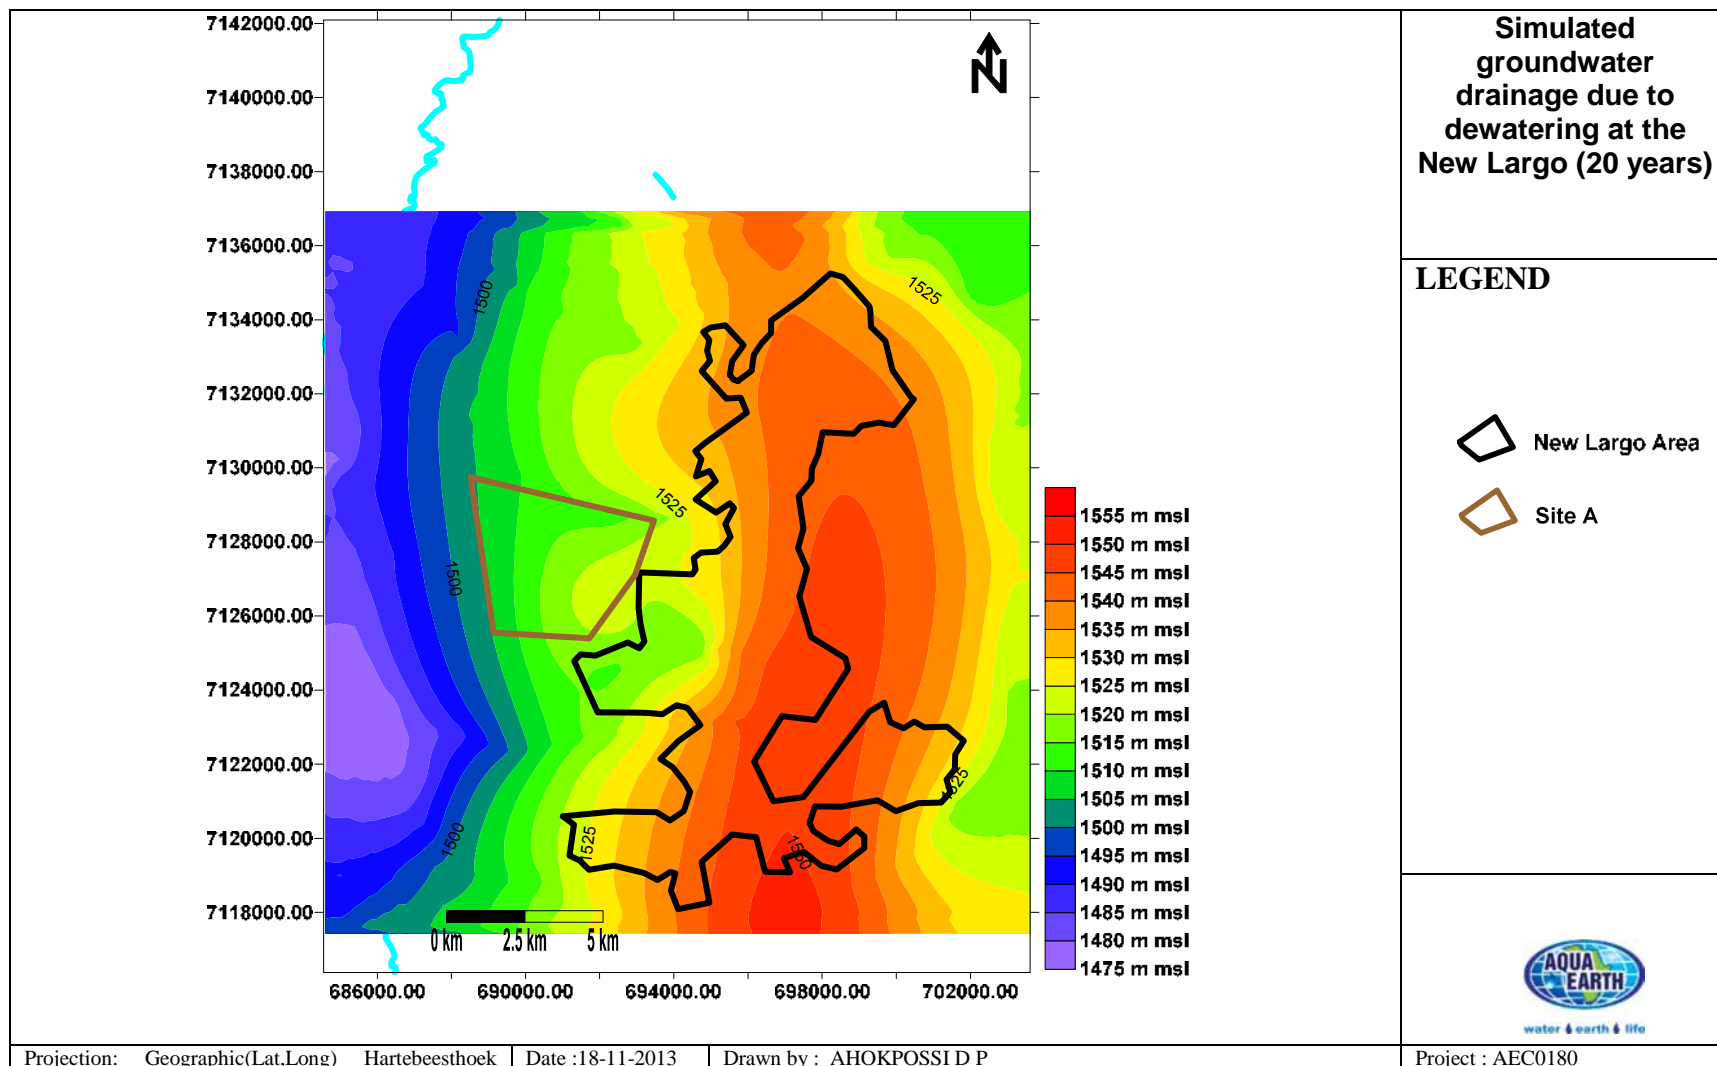 Simulated
groundwater
drainage due to
dewatering at the
New Largo (20 years)
LEGEND
New Largo Area
Site A
7142000.00
7140000.00
7138000.00
7136000.00
7134000.00
7132000.00
7130000.00
7128000.00
7126000.00
7124000.00
7122000.00
7120000.00
7118000.00
686000.00 690000.00 694000.00 698000.00 702000.00
N
1500
1525
1525
1500
1525
1500
1525
1550
0 km 2.5 km 5 km
1555 m msl
1550 m msl
1545 m msl
1540 m msl
1535 m msl
1530 m msl
1525 m msl
1520 m msl
1515 m msl
1510 m msl
1505 m msl
1500 m msl
1495 m msl
1490 m msl
1485 m msl
1480 m msl
1475 m msl
AQUA
EARTH
water earth life
Projection: Geographic(Lat,Long) Hartebeesthoek
Date :18-11-2013
Drawn by : AHOKPOSSI D P
Project : AEC0180